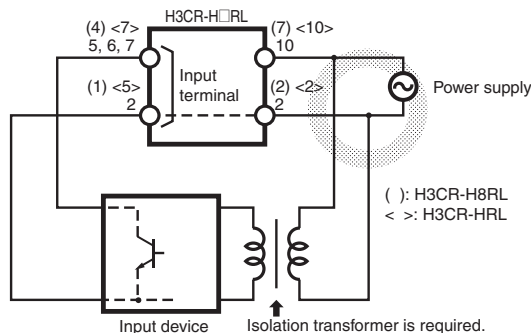 H3CR-H□RL
(4) <7>
5, 6, 7
(7) <10>
10
Input
terminal
(1) <5>
2
(2) <2>
2
Power supply
( ): H3CR-H8RL
< >: H3CR-HRL
Input device
Isolation transformer is required.